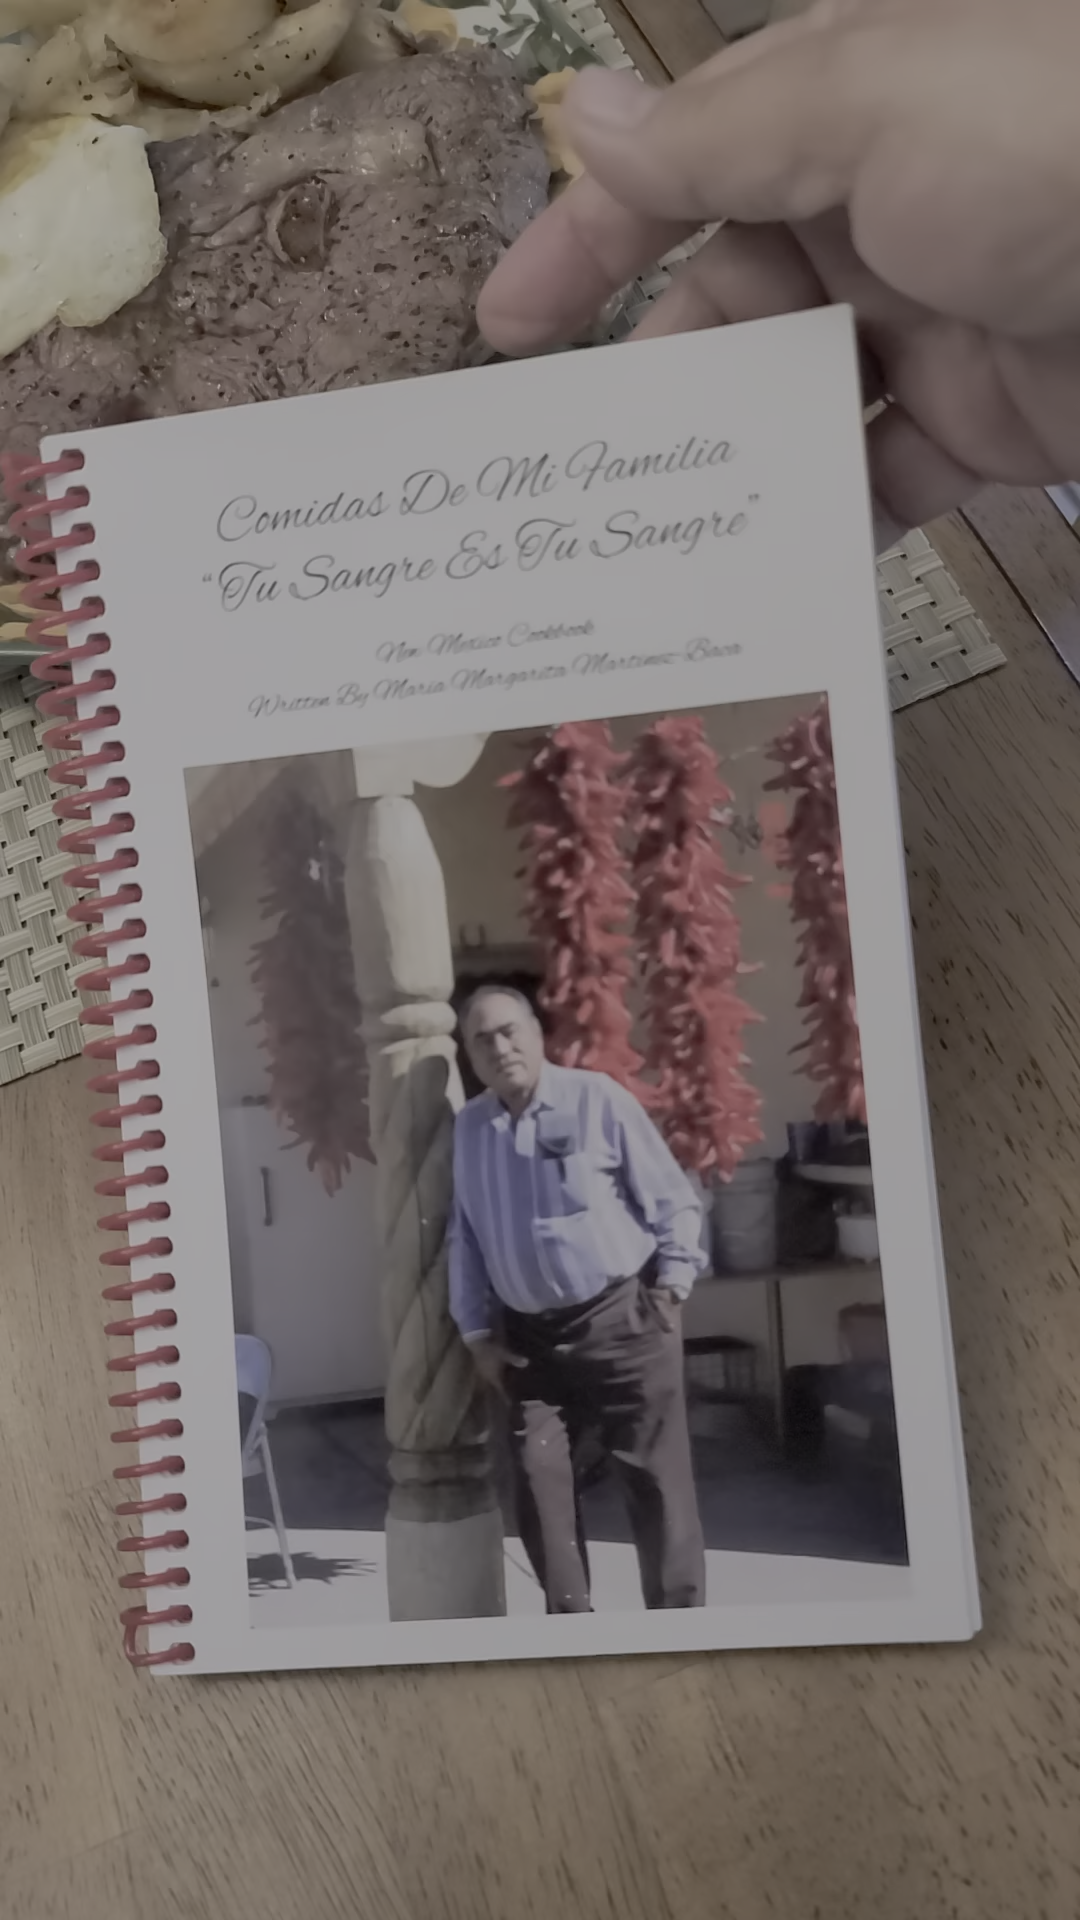 Comidas De Mi Familia
“Tu Sangre Es Tu Sangre”
New Mexico Cookbook
Written By Maria Margarita Martinez-Baca